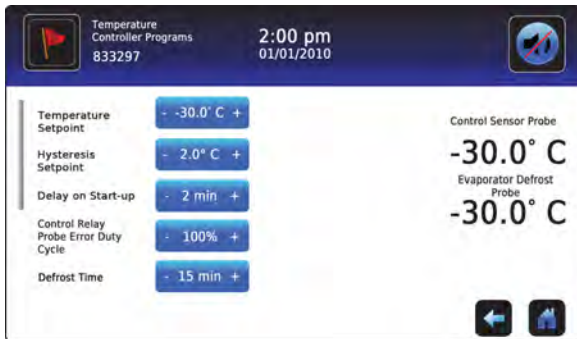 Temperature
Controller Programs
833297
2:00 pm
01/01/2010
Temperature
Setpoint
- -30.0° C +
Hysteresis
Setpoint
- 2.0° C +
Delay on Start-up
- 2 min +
Control Relay
Probe Error Duty
Cycle
- 100% +
Defrost Time
- 15 min +
Control Sensor Probe
-30.0° C
Evaporator Defrost
Probe
-30.0° C